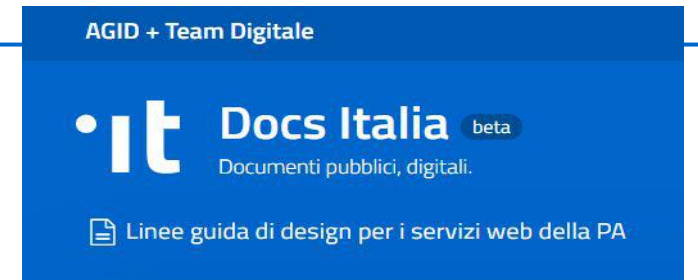 AGID + Team Digitale
·it Docs Italia beta
Documenti pubblici, digitali.
Linee guida di design per i servizi web della PA